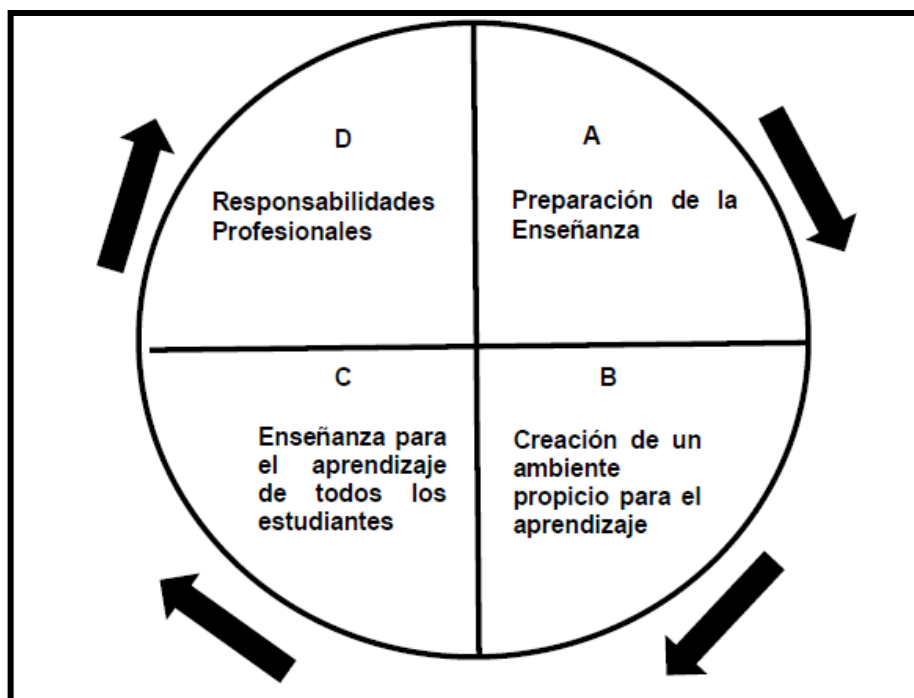 D
Responsabilidades
Profesionales
A
Preparación de la
Enseñanza
C
Enseñanza para
el aprendizaje
de todos los
estudiantes
B
Creación de un
ambiente
propicio para el
aprendizaje